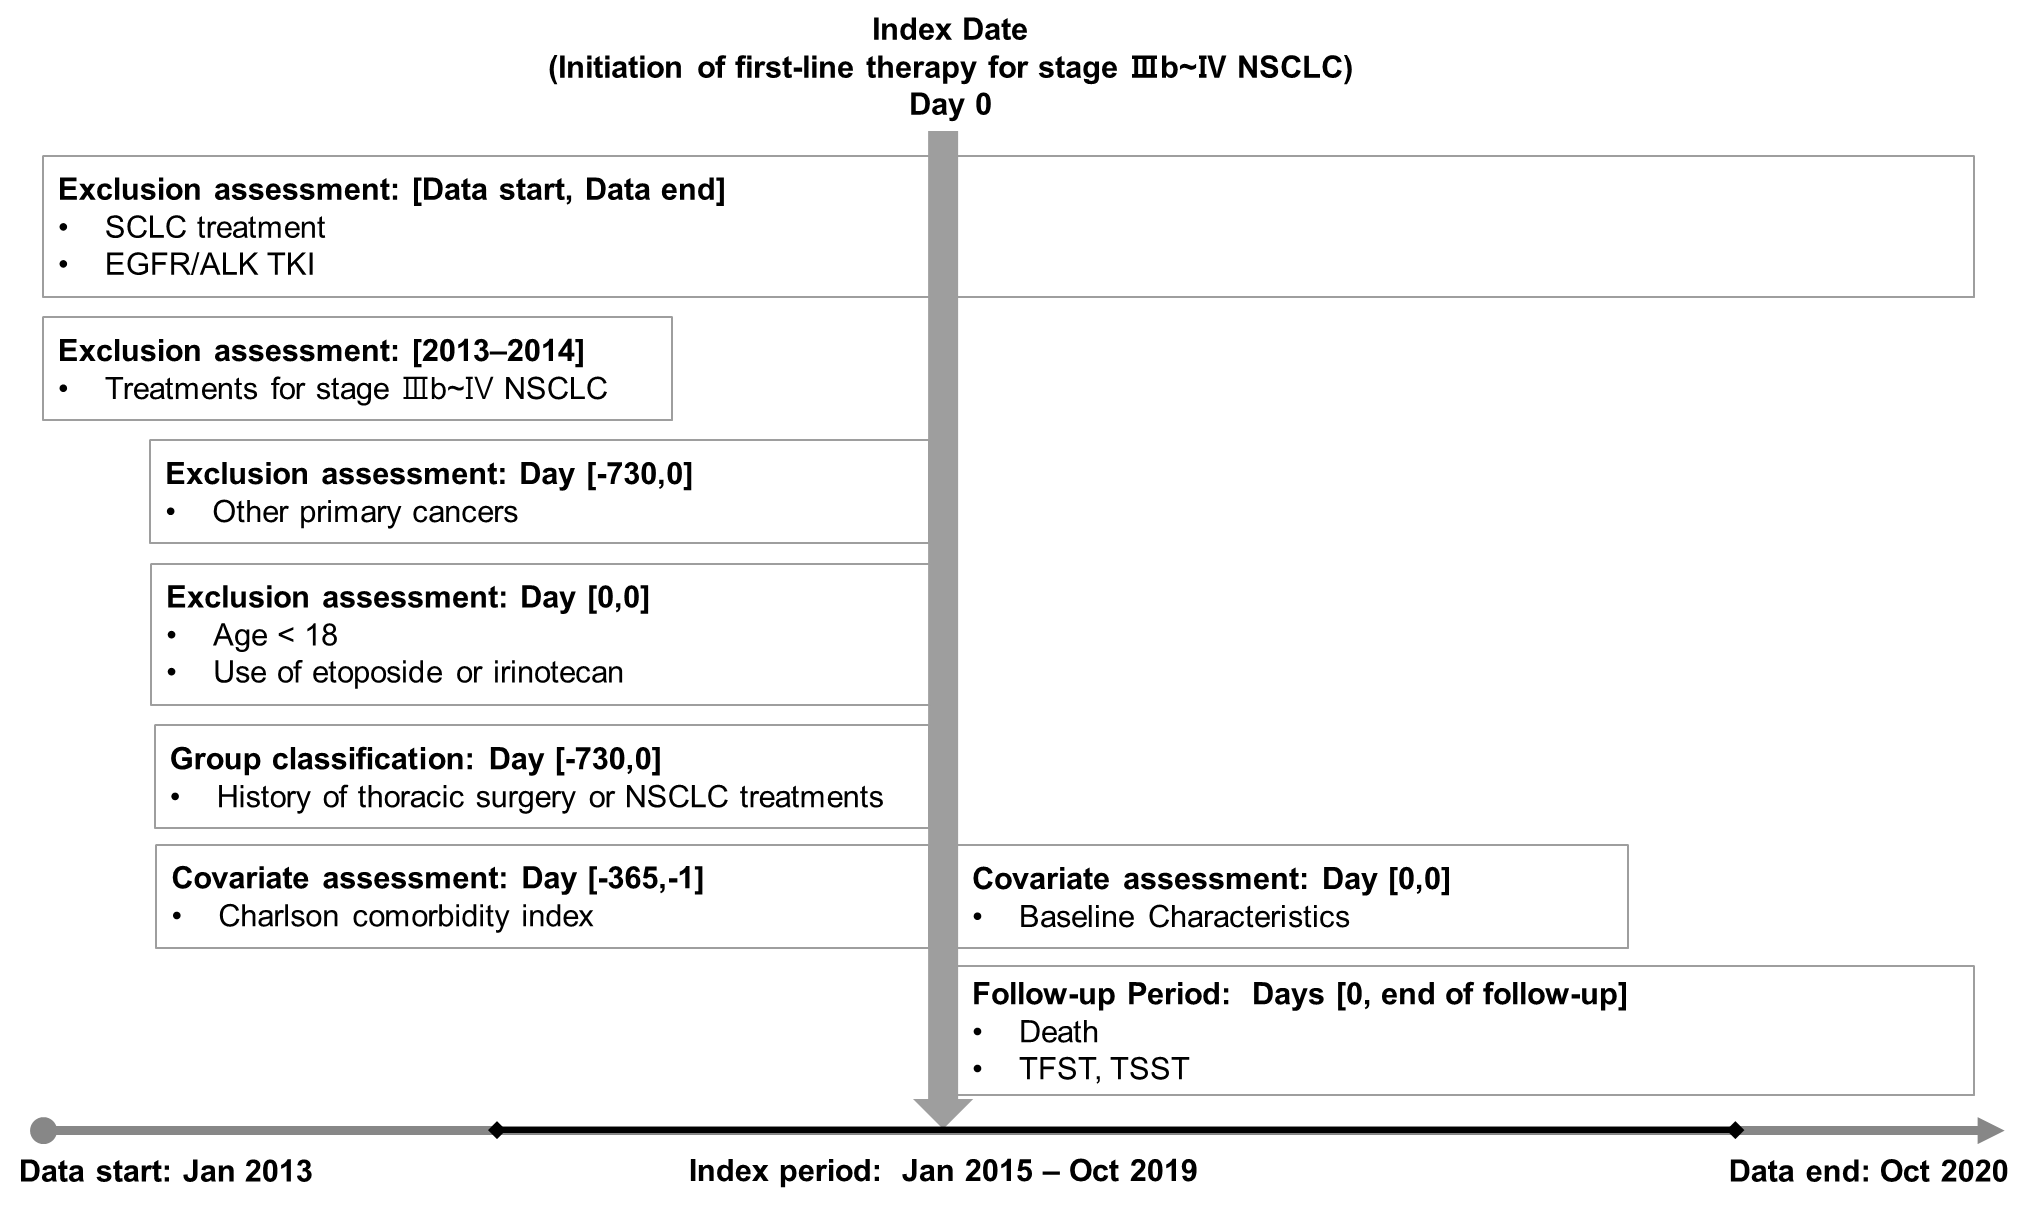 Index Date
(Initiation of first-line therapy for stage Ⅲb~Ⅳ NSCLC)
Day 0
Exclusion assessment: [Data start, Data end]
• SCLC treatment
• EGFR/ALK TKI
Exclusion assessment: [2013–2014]
• Treatments for stage Ⅲb~Ⅳ NSCLC
Exclusion assessment: Day [-730,0]
• Other primary cancers
Exclusion assessment: Day [0,0]
• Age < 18
• Use of etoposide or irinotecan
Group classification: Day [-730,0]
• History of thoracic surgery or NSCLC treatments
Covariate assessment: Day [-365,-1]
• Charlson comorbidity index
Covariate assessment: Day [0,0]
• Baseline Characteristics
Follow-up Period: Days [0, end of follow-up]
• Death
• TFST, TSST
Data start: Jan 2013
Index period: Jan 2015 – Oct 2019
Data end: Oct 2020